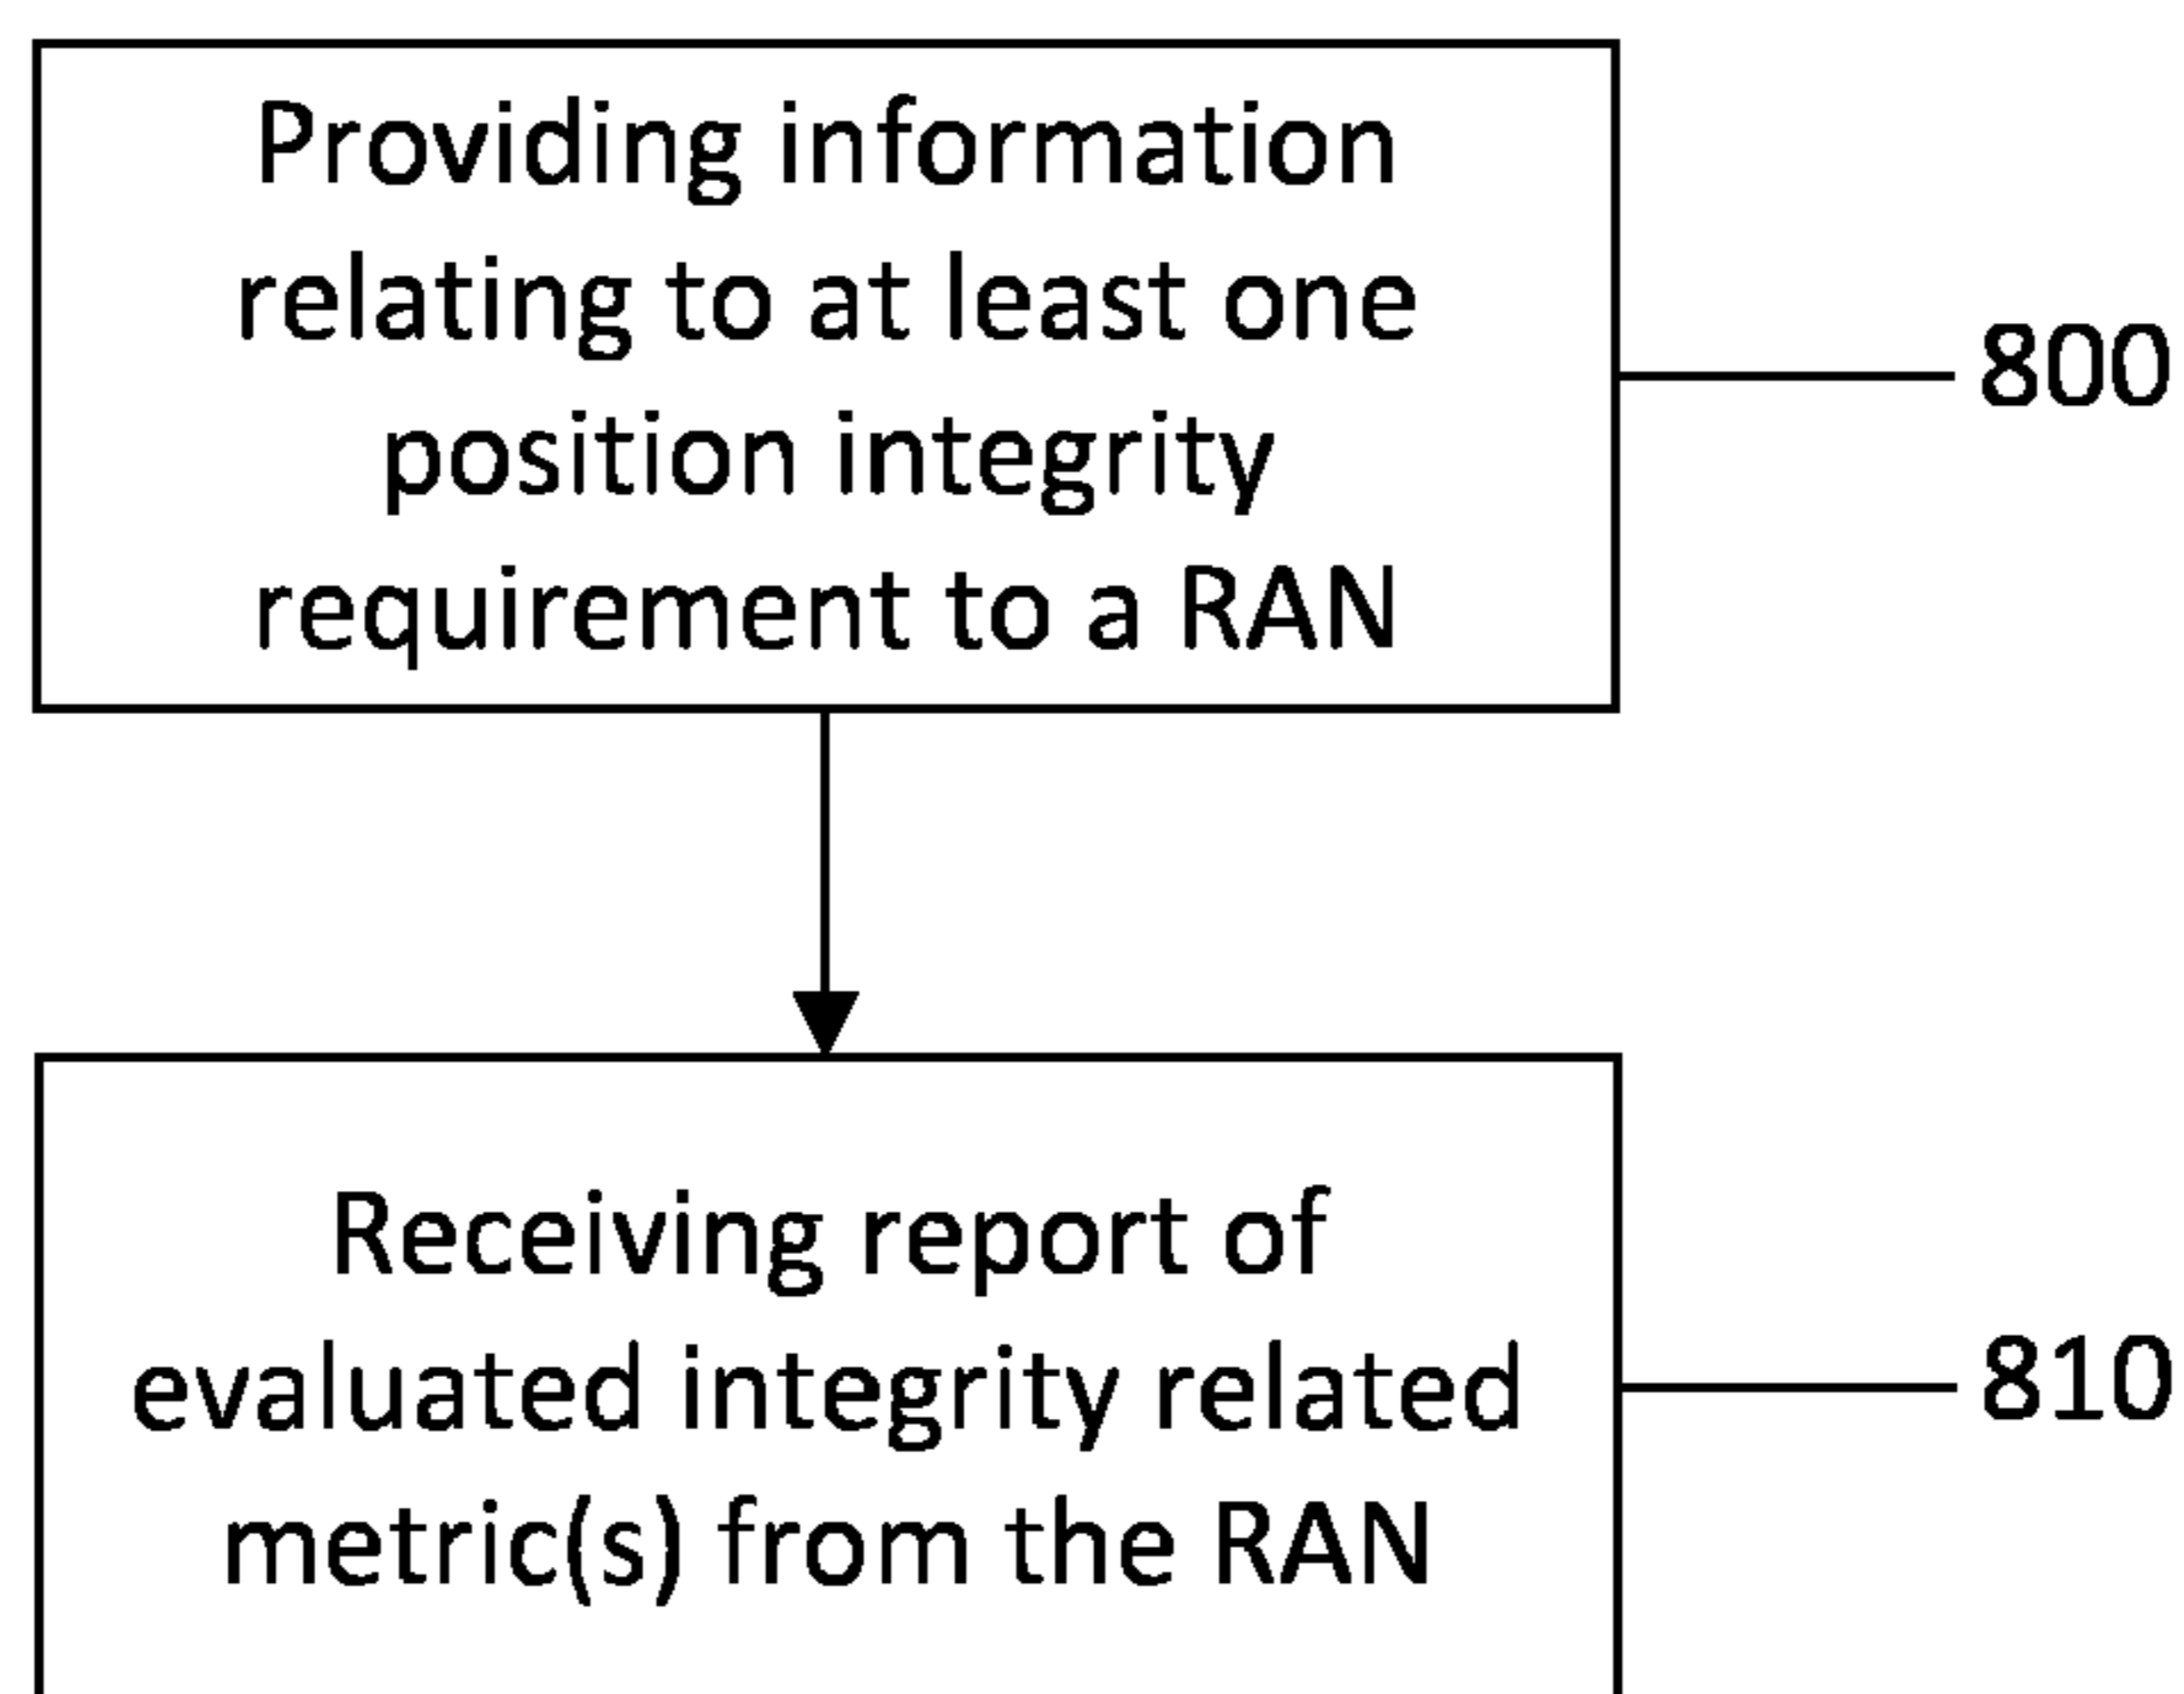 Providing information
relating to at least one
position integrity
requirement to a RAN
800
Receiving report of
evaluated integrity related
metric(s) from the RAN
810